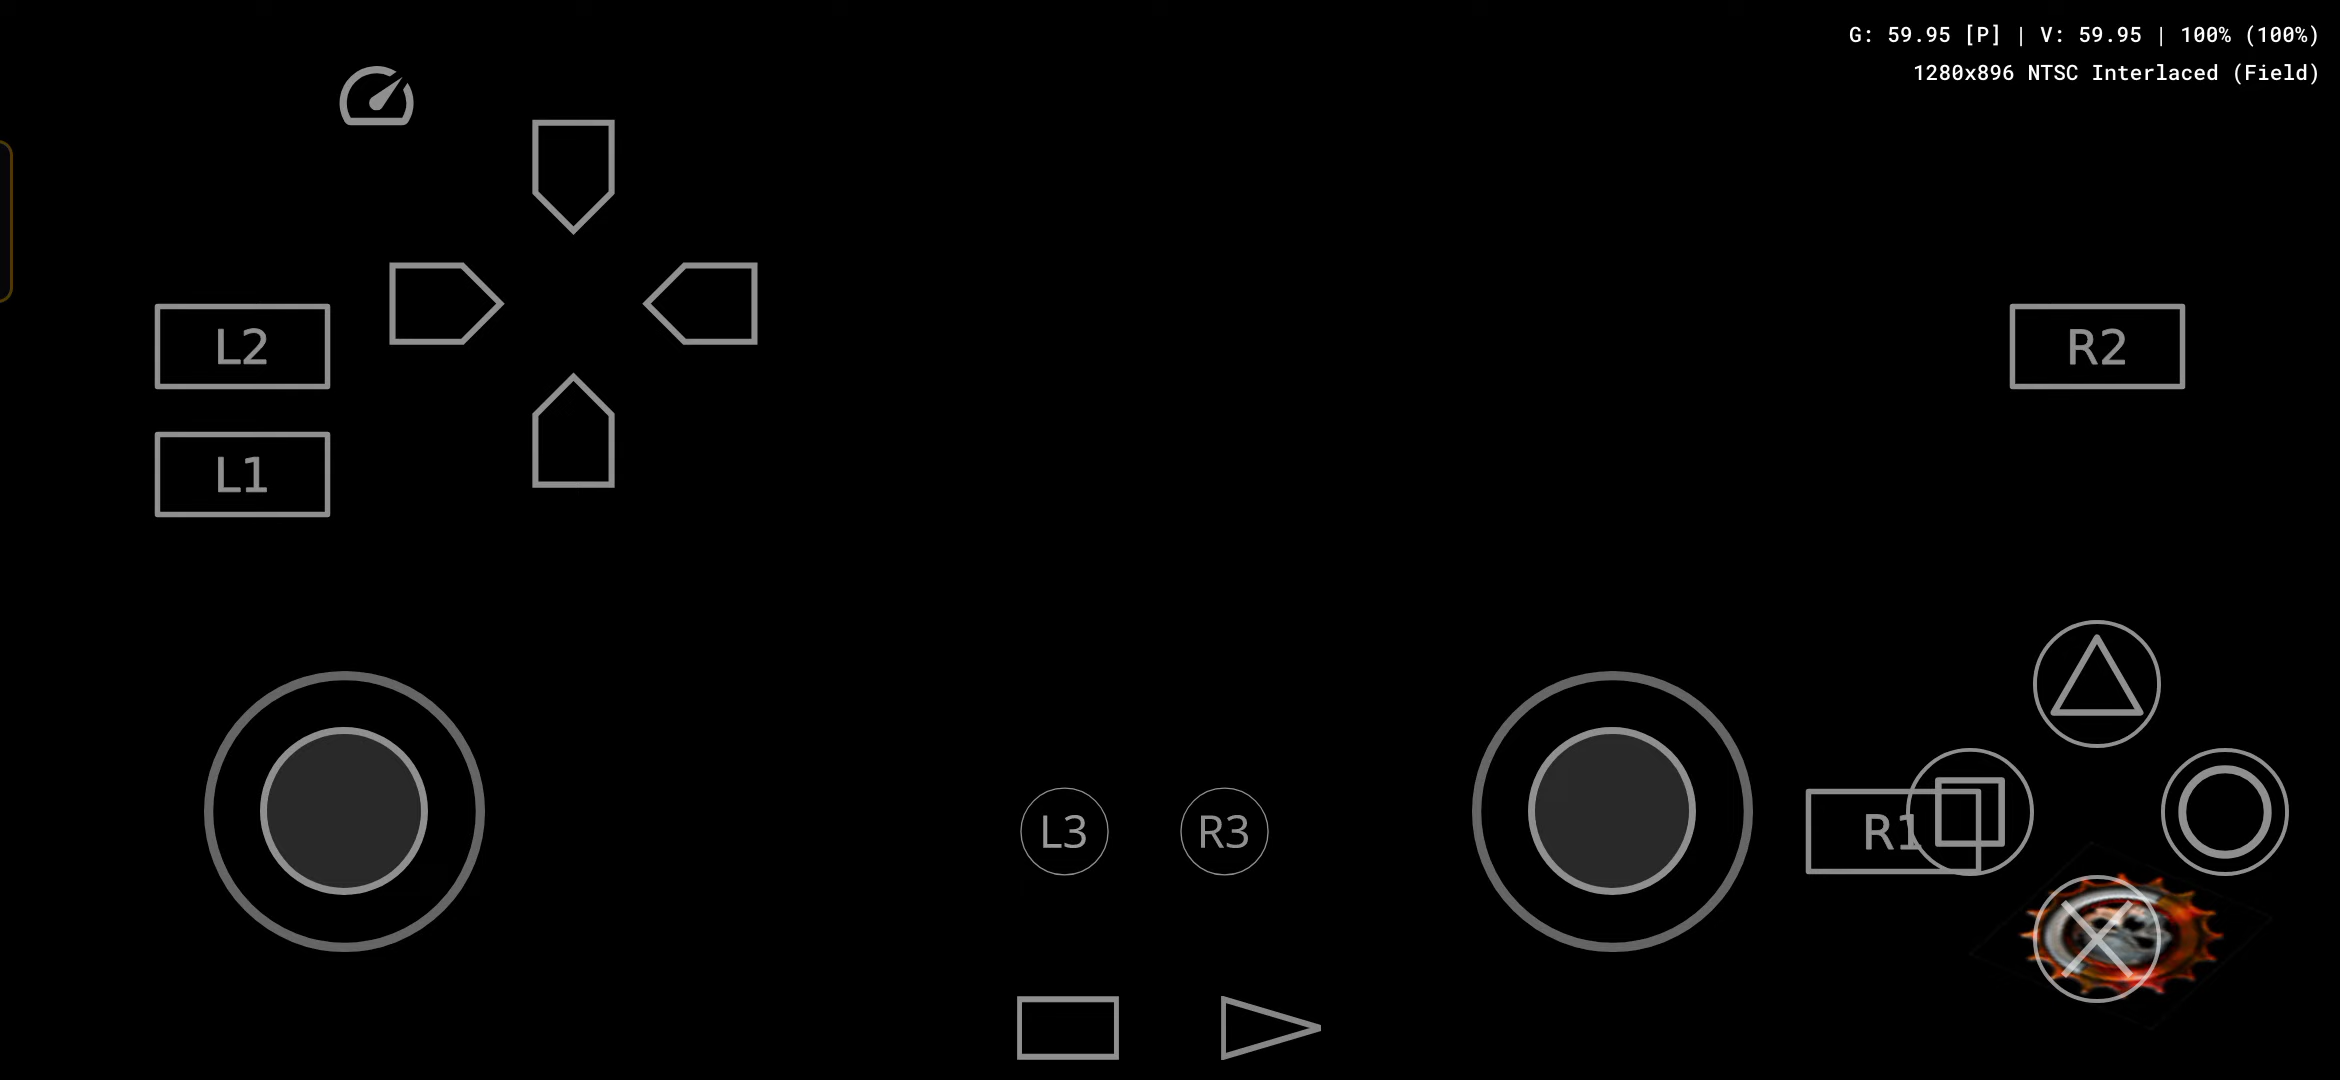 G: 59.95 [P] | V: 59.95 | 100% (100%)
1280x896 NTSC Interlaced (Field)
L2
R2
L1
L3
R3
R1